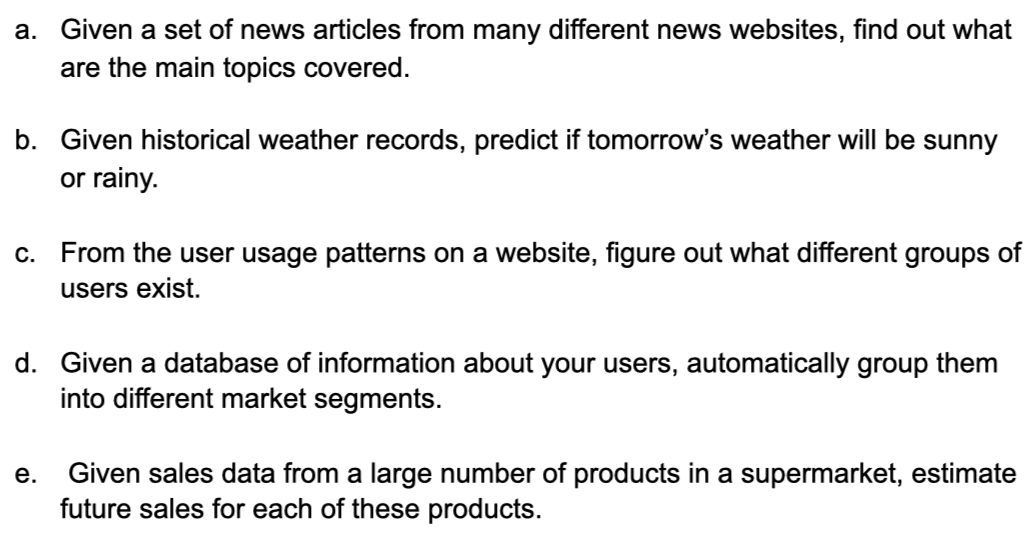 a. Given a set of news articles from many different news websites, find out what
are the main topics covered.
b. Given historical weather records, predict if tomorrow’s weather will be sunny
or rainy.
c. From the user usage patterns on a website, figure out what different groups of
users exist.
d. Given a database of information about your users, automatically group them
into different market segments.
e. Given sales data from a large number of products in a supermarket, estimate
future sales for each of these products.